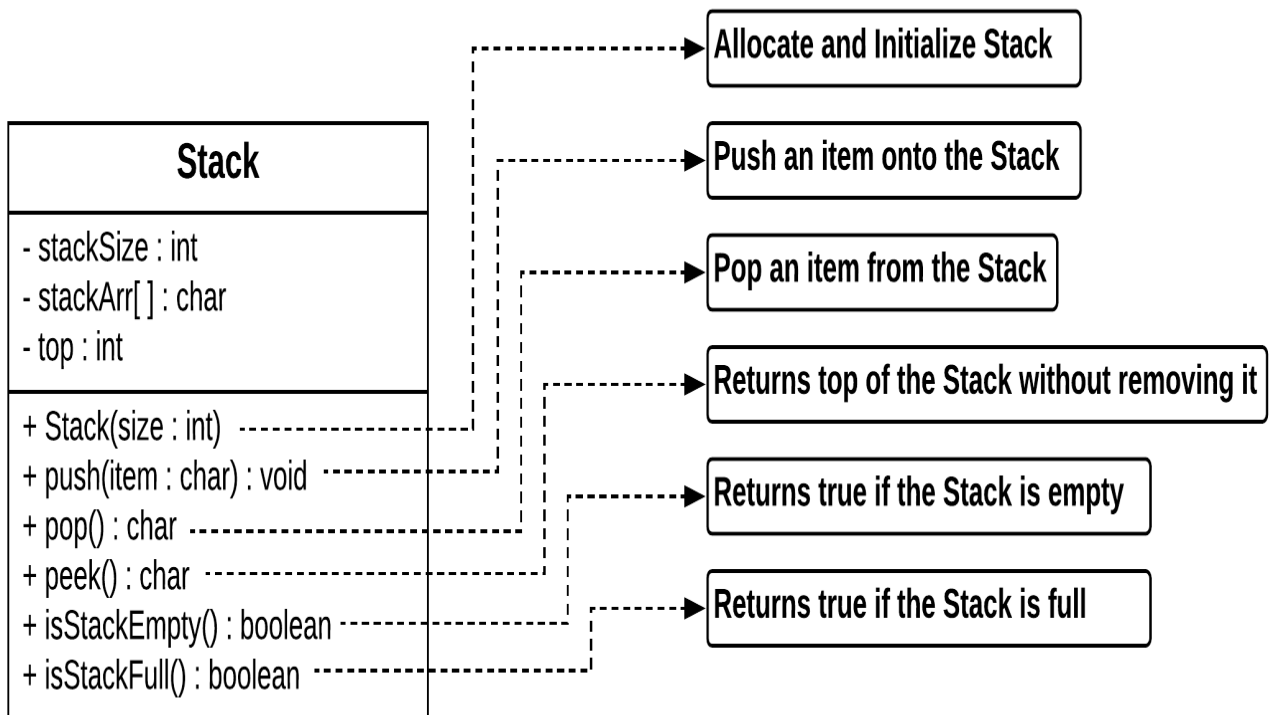 Stack
- stackSize : int
- stackArr[ ] : char
- top : int
+ Stack(size : int)
+ push(item : char) : void
+ pop() : char
+ peek() : char
+ isStackEmpty() : boolean
+ isStackFull() : boolean
Allocate and Initialize Stack
Push an item onto the Stack
Pop an item from the Stack
Returns top of the Stack without removing it
Returns true if the Stack is empty
Returns true if the Stack is full